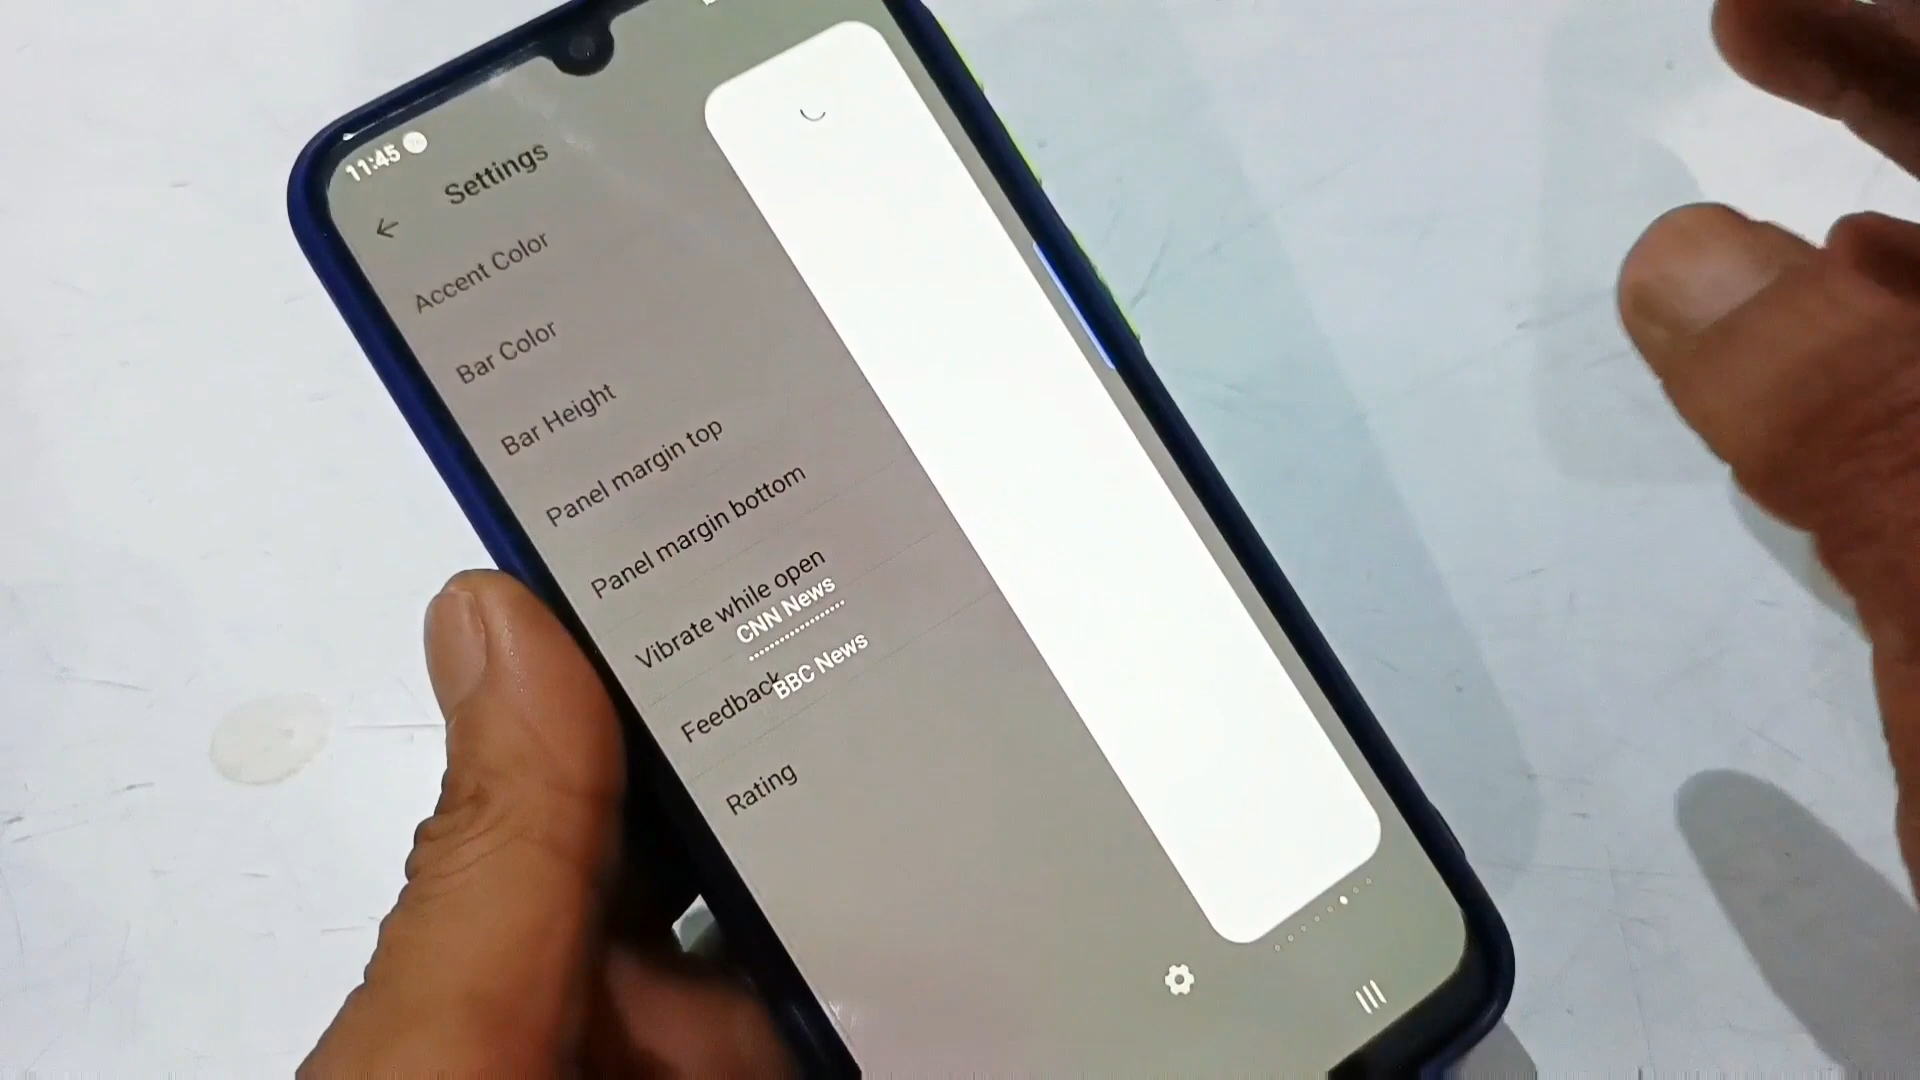 11:45
Settings
Accent Color
Bar Color
Bar Height
Panel margin top
Panel margin bottom
Vibrate while open
CNN News
Feedback
BBC News
Rating